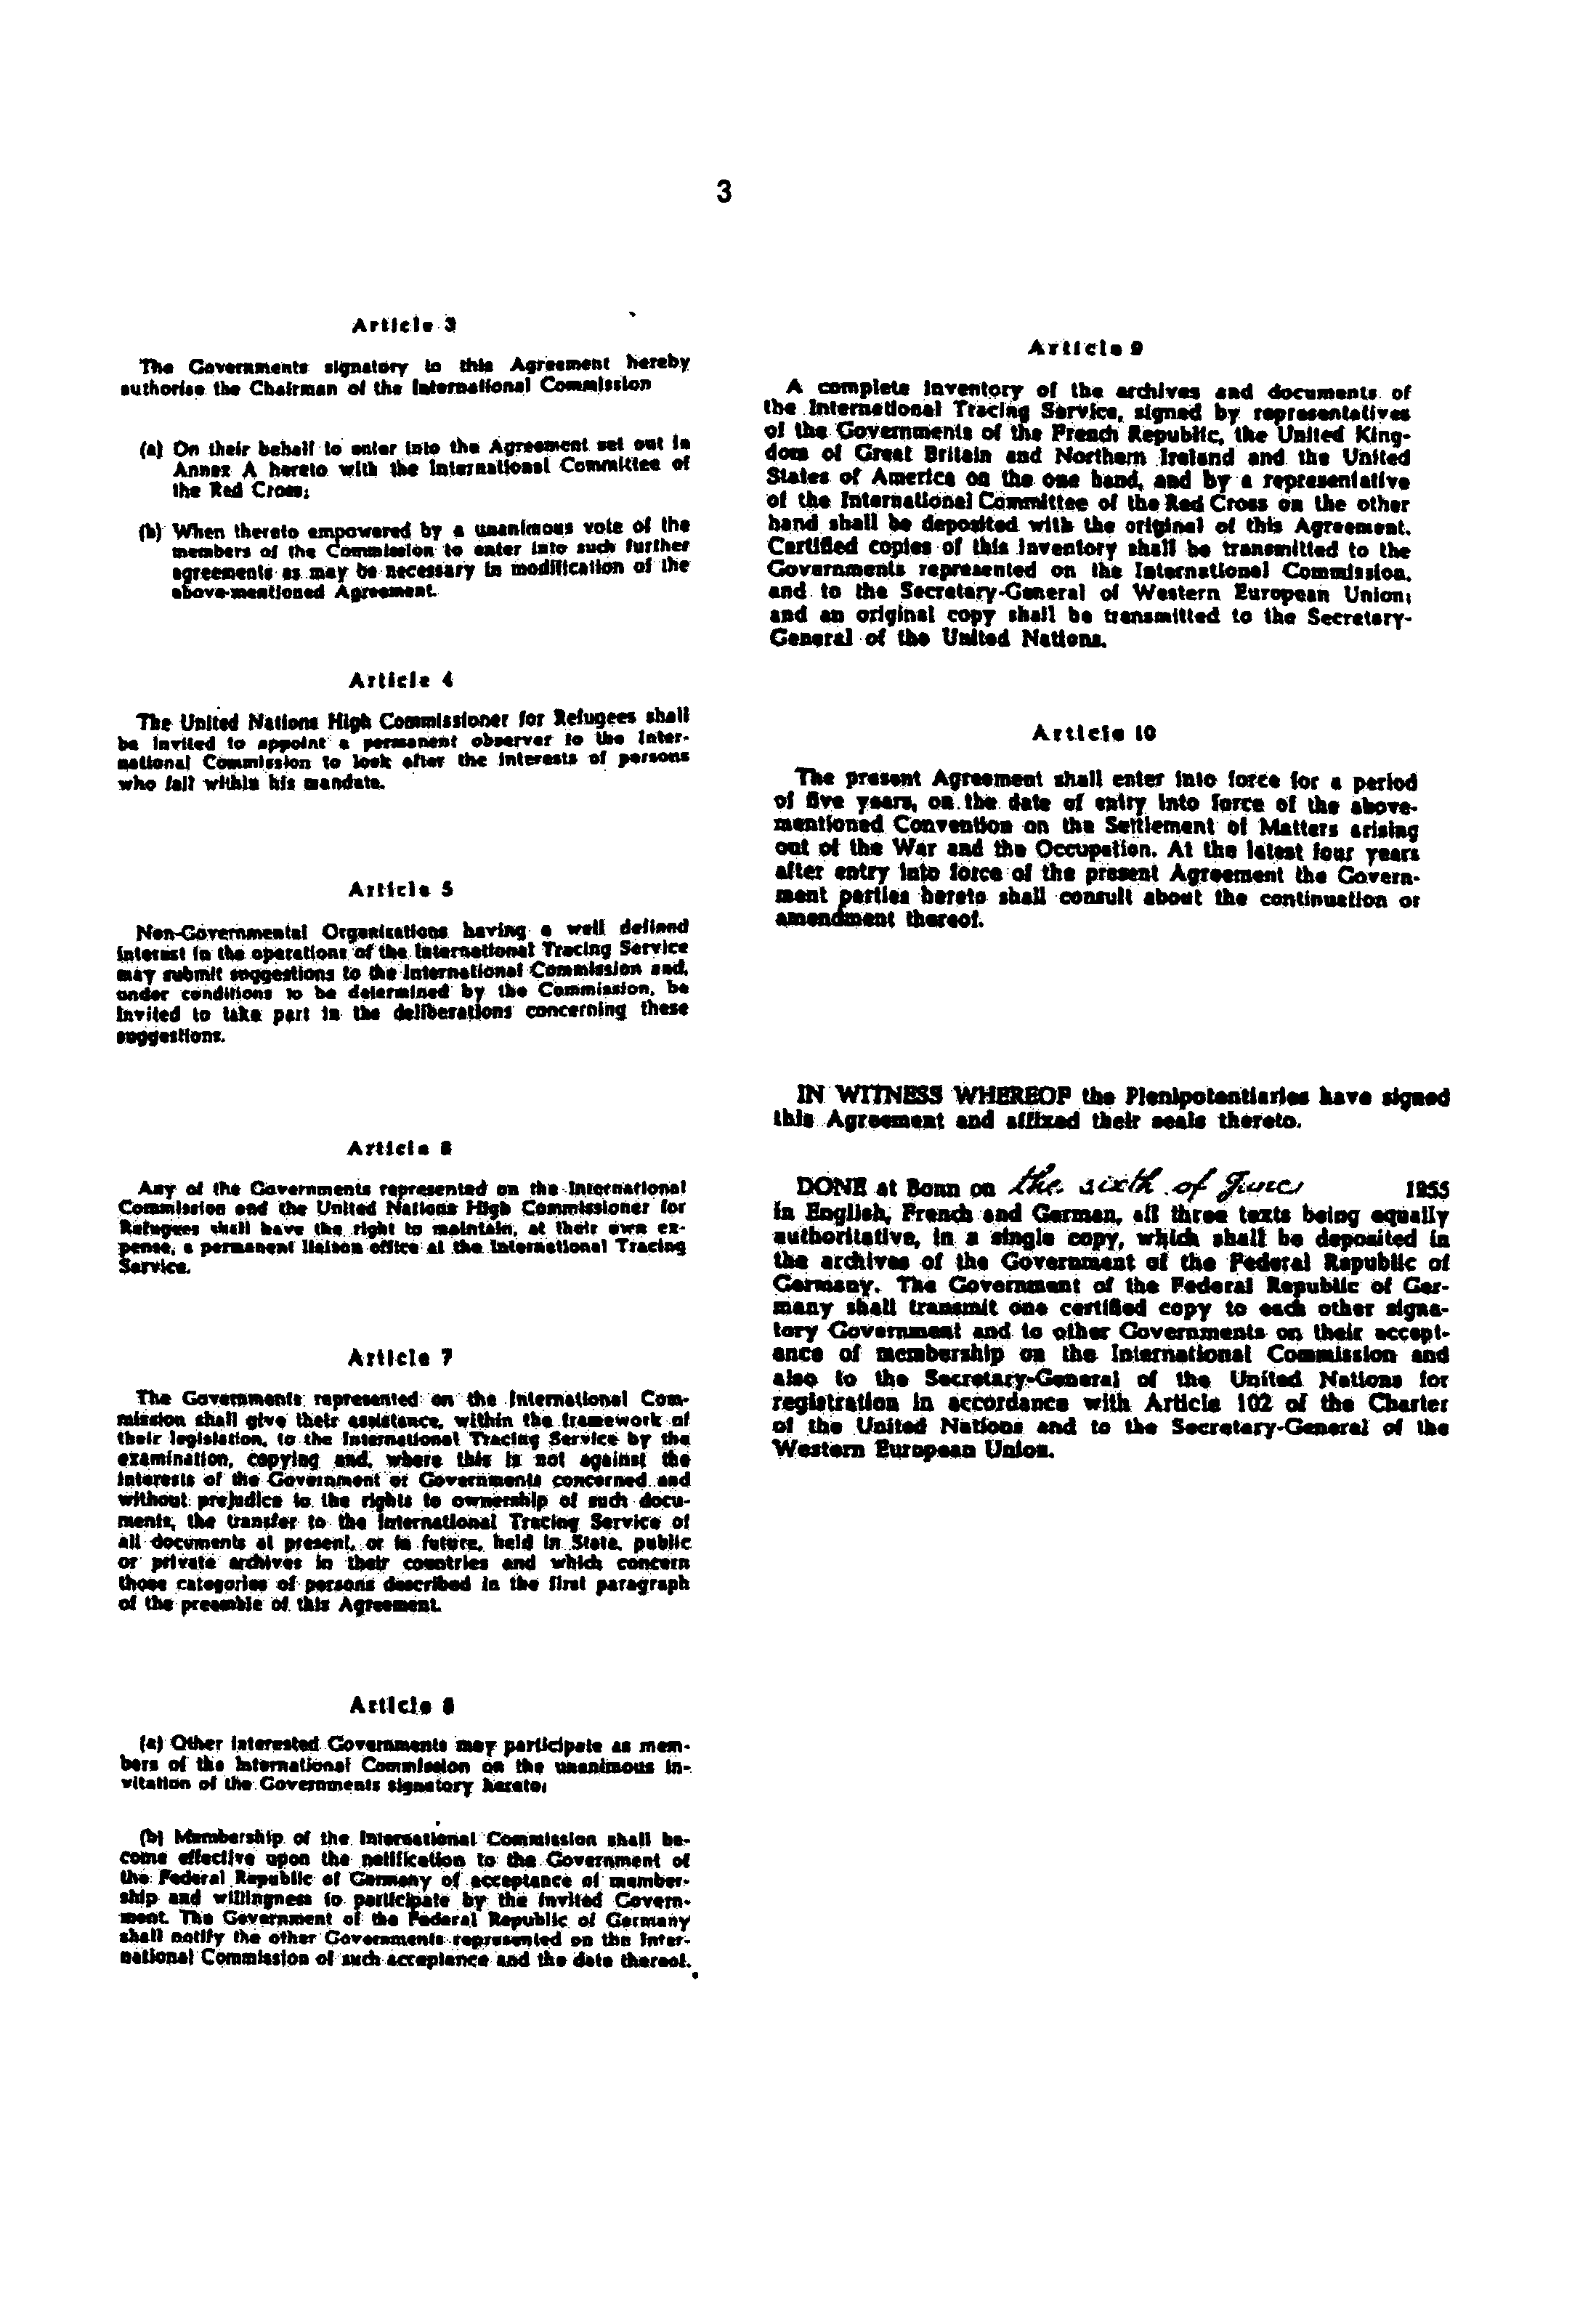 3
Article 3
The Governments signatory to this Agreement hereby
authorise the Chairman of the International Commission
(a) On their behalf to enter into the Agreement set out in
Annex A hereto with the International Committee of
the Red Cross;
(b) When thereto empowered by a unanimous vote of the
members of the Commission to enter into such further
agreements as may be necessary in modification of the
above-mentioned Agreement.
Article 4
The United Nations High Commissioner for Refugees shall
be invited to appoint a permanent observer to the Inter-
national Commission to look after the interests of persons
who fall within his mandate.
Article 5
Non-Governmental Organisations having a well defined
interest in the operations of the International Tracing Service
may submit suggestions to the International Commission and,
under conditions to be determined by the Commission, be
invited to take part in the deliberations concerning these
suggestions.
Article 6
Any of the Governments represented on the International
Commission and the United Nations High Commissioner for
Refugees shall have the right to maintain, at their own ex-
pense, a permanent liaison office at the International Tracing
Service.
Article 7
The Governments represented on the International Com-
mission shall give their assistance, within the framework of
their legislation, to the International Tracing Service by the
examination, copying and, where this is not against the
interests of the Government or Governments concerned and
without prejudice to the rights to ownership of such docu-
ments, the transfer to the International Tracing Service of
all documents at present, or in future, held in State, public
or private archives in their countries and which concern
those categories of persons described in the first paragraph
of the preamble of this Agreement.
Article 8
(a) Other interested Governments may participate as mem-
bers of the International Commission on the unanimous in-
vitation of the Governments signatory hereto;
(b) Membership of the International Commission shall be-
come effective upon the notification to the Government of
the Federal Republic of Germany of acceptance of member-
ship and willingness to participate by the invited Govern-
ment. The Government of the Federal Republic of Germany
shall notify the other Governments represented on the Inter-
national Commission of such acceptance and the date thereof.
Article 9
A complete inventory of the archives and documents of
the International Tracing Service, signed by representatives
of the Governments of the French Republic, the United King-
dom of Great Britain and Northern Ireland and the United
States of America on the one hand, and by a representative
of the International Committee of the Red Cross on the other
hand shall be deposited with the original of this Agreement.
Certified copies of this inventory shall be transmitted to the
Governments represented on the International Commission,
and to the Secretary-General of Western European Union;
and an original copy shall be transmitted to the Secretary-
General of the United Nations.
Article 10
The present Agreement shall enter into force for a period
of five years, on the date of entry into force of the above-
mentioned Convention on the Settlement of Matters arising
out of the War and the Occupation. At the latest four years
after entry into force of the present Agreement the Govern-
ment parties hereto shall consult about the continuation or
amendment thereof.
IN WITNESS WHEREOF the Plenipotentiaries have signed
this Agreement and affixed their seals thereto.
DONE at Bonn on the sixth of June 1955
in English, French and German, all three texts being equally
authoritative, in a single copy, which shall be deposited in
the archives of the Government of the Federal Republic of
Germany. The Government of the Federal Republic of Ger-
many shall transmit one certified copy to each other signa-
tory Government and to other Governments on their accept-
ance of membership on the International Commission and
also to the Secretary-General of the United Nations for
registration in accordance with Article 102 of the Charter
of the United Nations and to the Secretary-General of the
Western European Union.